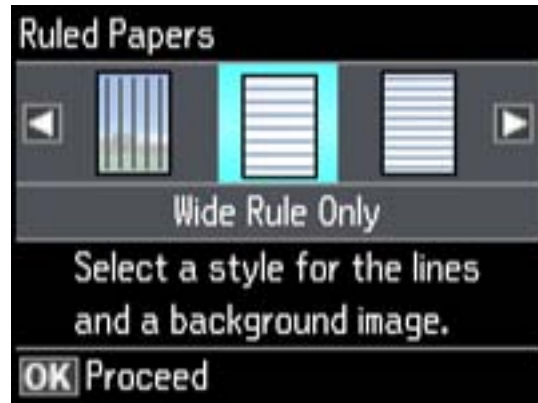 Ruled Papers
Wide Rule Only
Select a style for the lines
and a background image.
OK Proceed